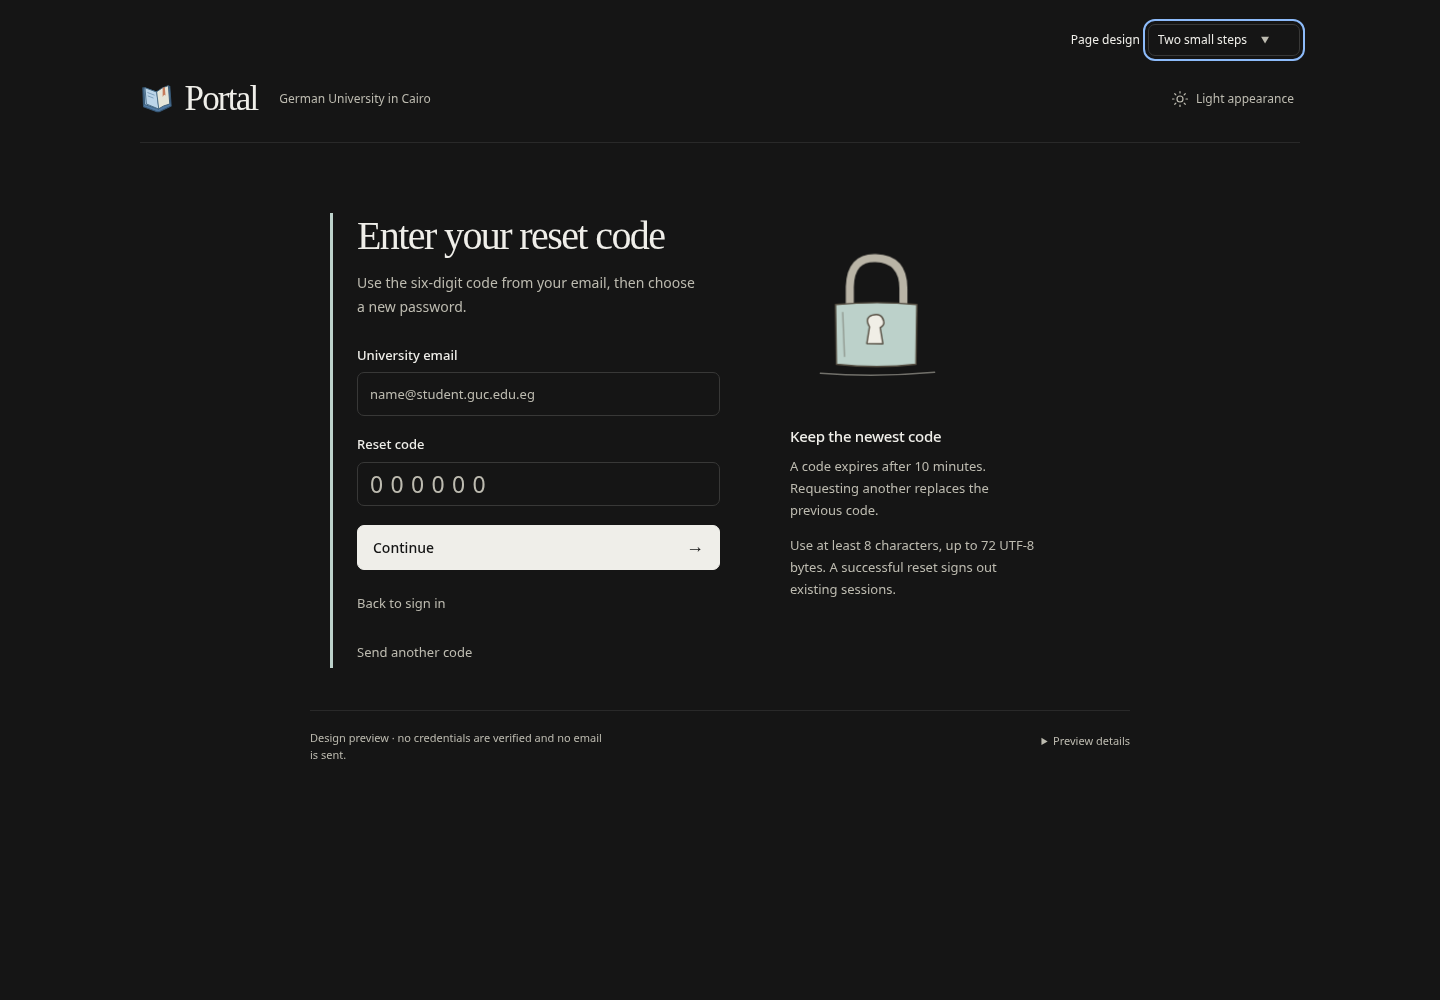 Page design
Two small steps ▼
Portal
German University in Cairo
Light appearance
Enter your reset code
Use the six-digit code from your email, then choose
a new password.
University email
name@student.guc.edu.eg
Reset code
000000
Continue →
Back to sign in
Send another code
Keep the newest code
A code expires after 10 minutes.
Requesting another replaces the
previous code.
Use at least 8 characters, up to 72 UTF-8
bytes. A successful reset signs out
existing sessions.
Design preview · no credentials are verified and no email
is sent.
▶ Preview details